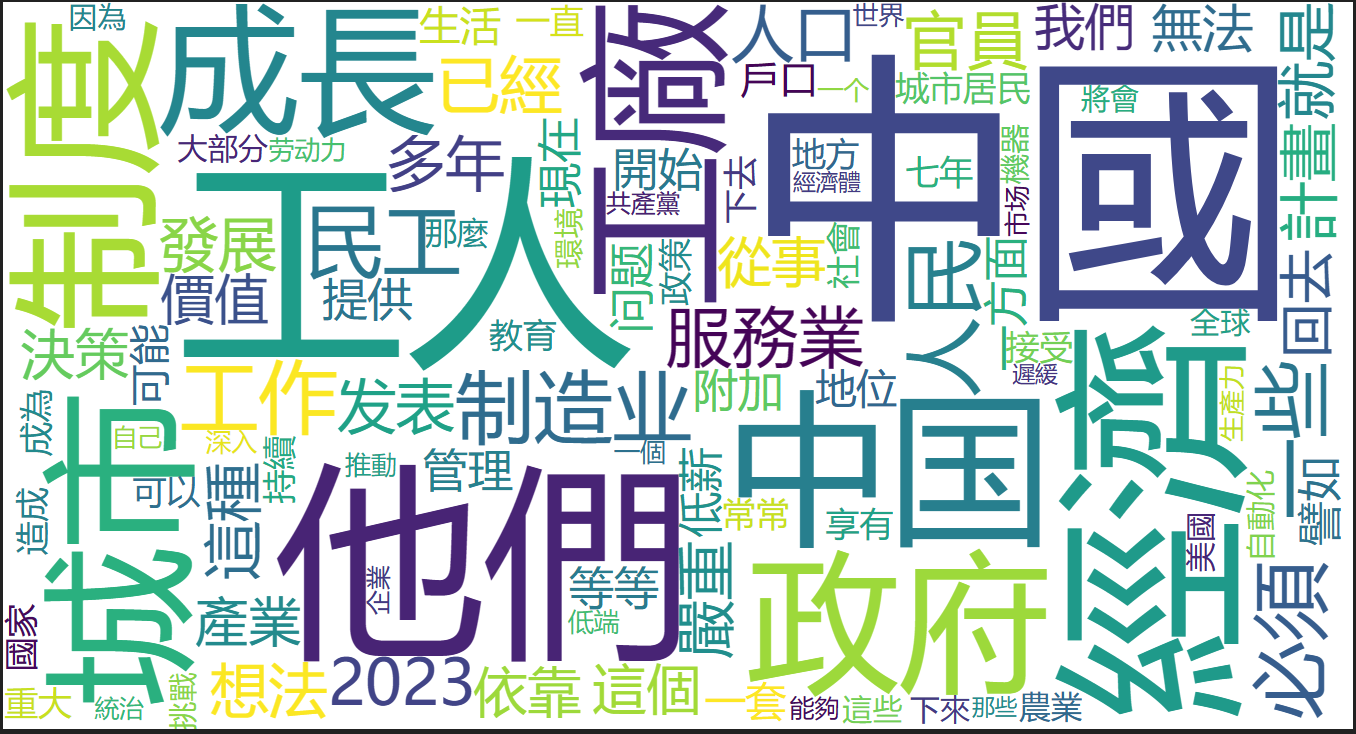 因為
生活
一直
人口
世界
官員
我們
無法
就是
制度
成長
已經
工廠
戶口
一个
城市居民
將會
中國
大部分
劳动力
多年
現在
開始
下去
地方
經濟體
七年
機器
計畫
工人
共產黨
市场
發展
民工
那麼
環境
问题
政策
從事
社會
人民
方面
回去
價值
提供
教育
服務業
全球
決策
可能
接受
遲緩
工作
发表
制造业
附加
地位
中国
經濟
一些
生產力
成為
城市
自己
深入
持續
推動
管理
一個
低薪
可以
這種
他們
常常
享有
譬如
造成
美國
自動化
企業
等等
嚴重
政府
必須
國家
產業
低端
重大
統治
挑戰
想法
2023
依靠
這個
一套
能夠
這些
下來
那些
農業